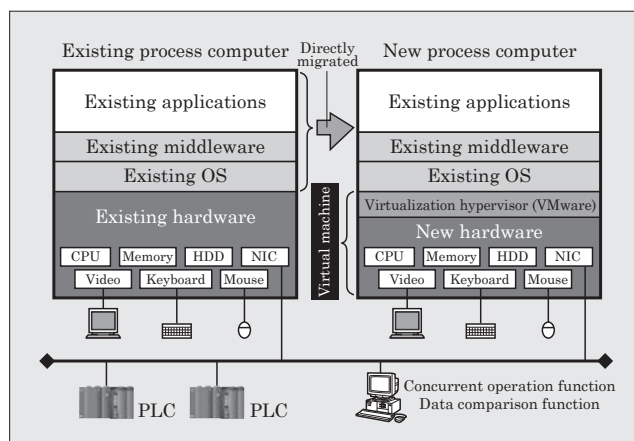 Existing process computer
Directly
migrated
New process computer
Existing applications
Existing middleware
Existing OS
Existing hardware
CPU
Memory
HDD
NIC
Video
Keyboard
Mouse
Virtual machine
Existing applications
Existing middleware
Existing OS
Virtualization hypervisor (VMware)
New hardware
CPU
Memory
HDD
NIC
Video
Keyboard
Mouse
PLC
PLC
Concurrent operation function
Data comparison function